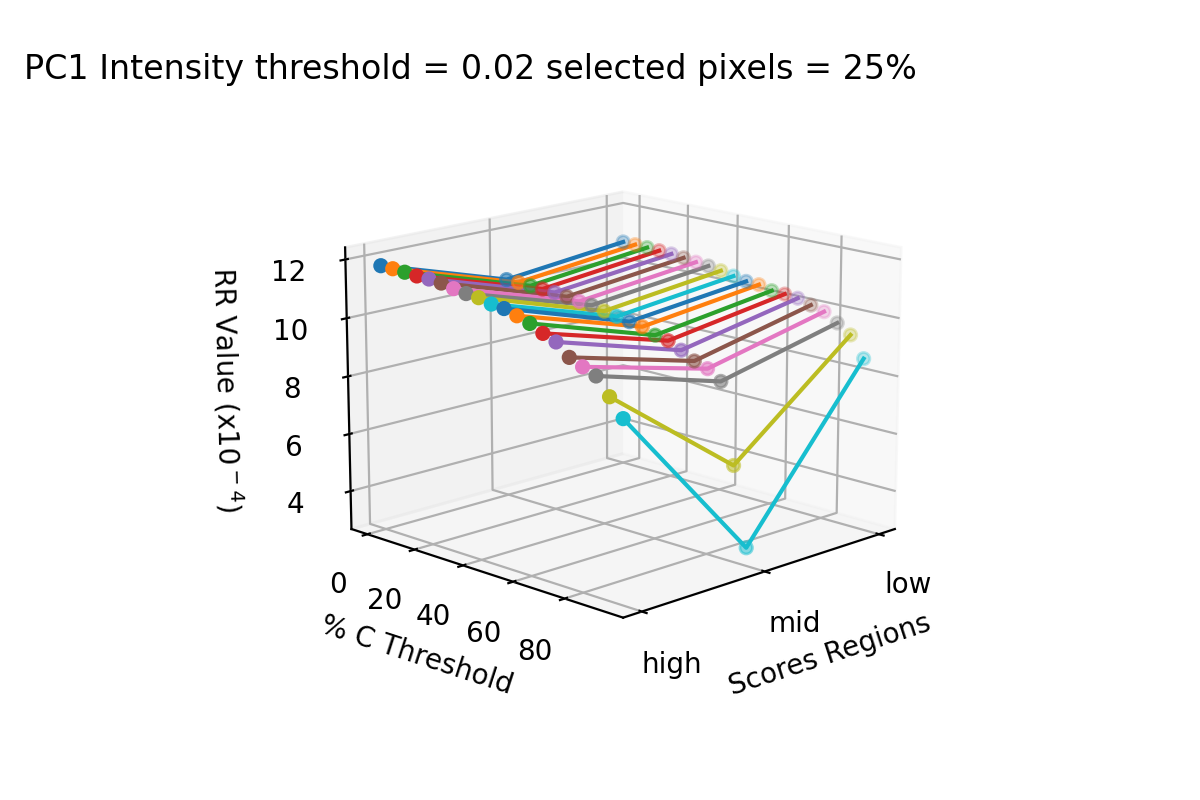 PC1 Intensity threshold = 0.02 selected pixels = 25%
12
10
8
6
4
RR Value (x10⁻⁴)
0
20
40
60
80
% C Threshold
high
mid
low
Scores Regions